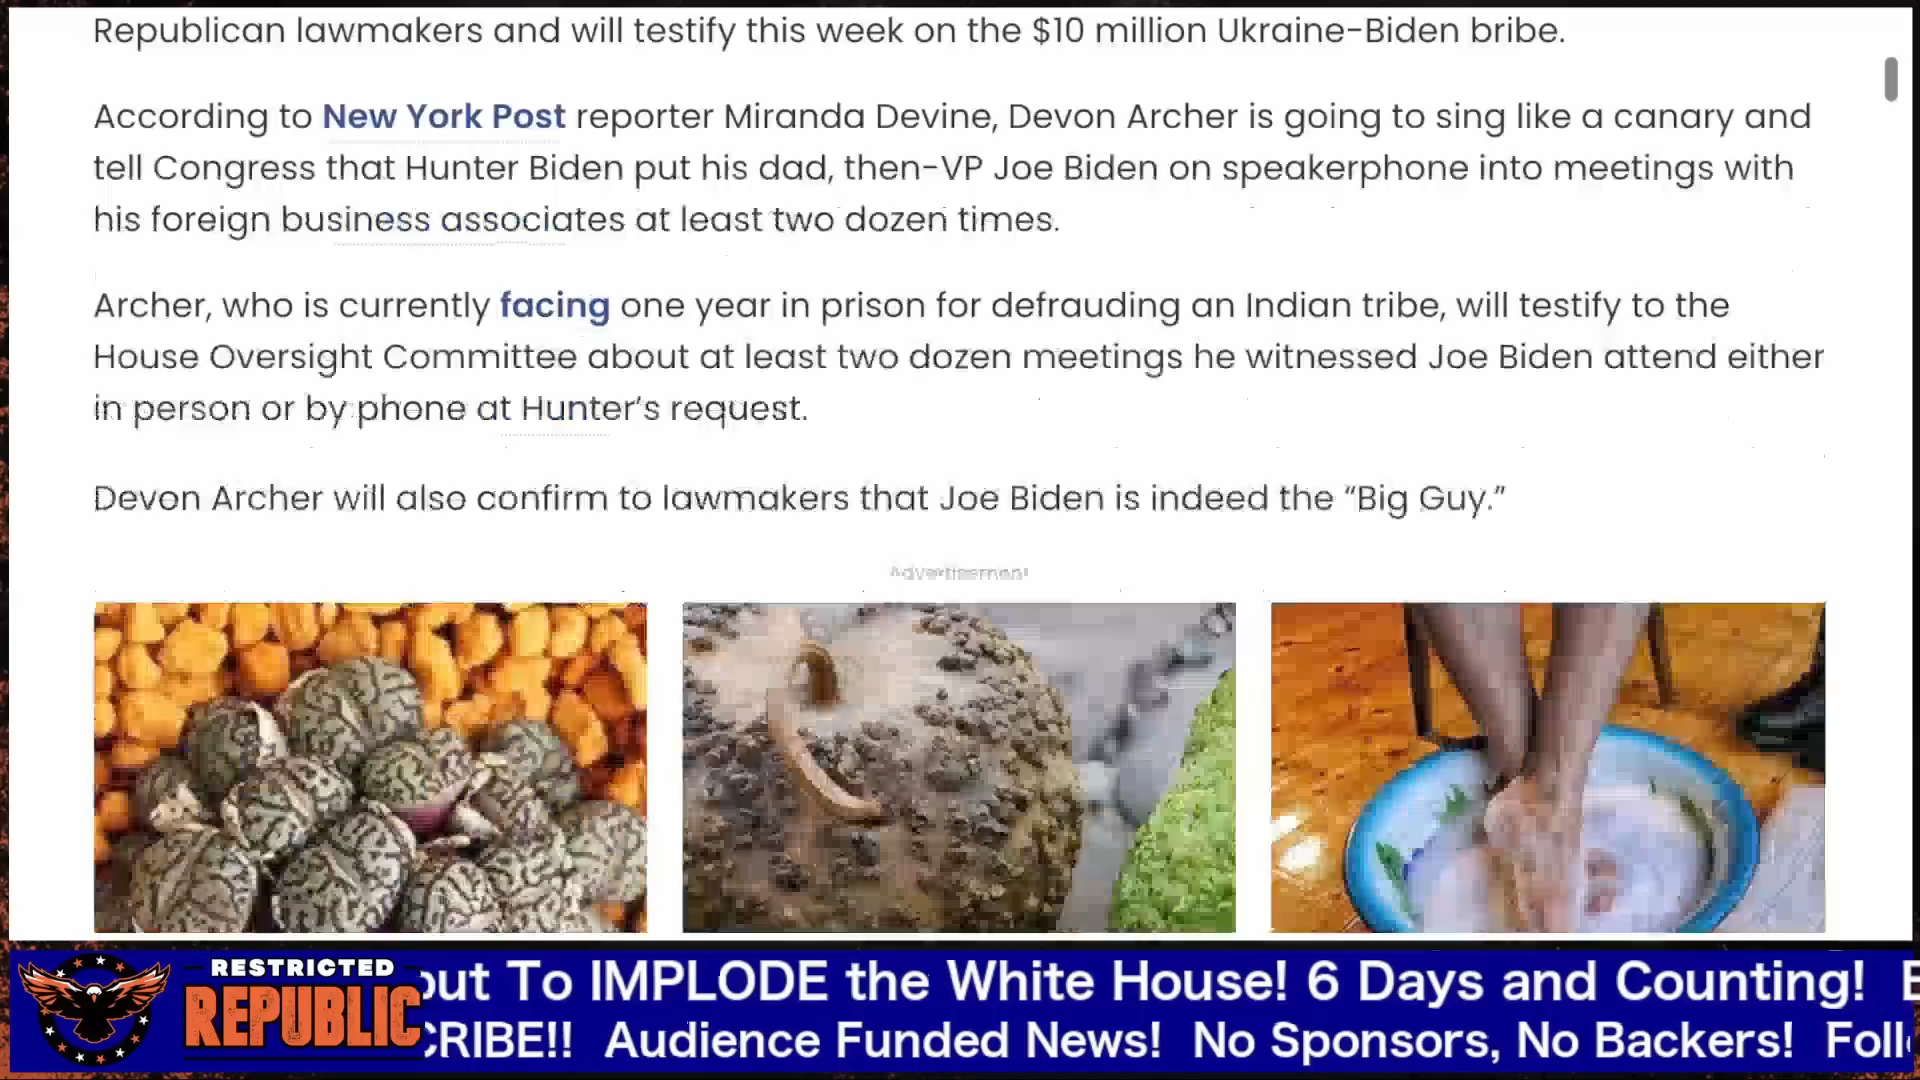 Republican lawmakers and will testify this week on the $10 million Ukraine-Biden bribe.
According to New York Post reporter Miranda Devine, Devon Archer is going to sing like a canary and
tell Congress that Hunter Biden put his dad, then-VP Joe Biden on speakerphone into meetings with
his foreign business associates at least two dozen times.
Archer, who is currently facing one year in prison for defrauding an Indian tribe, will testify to the
House Oversight Committee about at least two dozen meetings he witnessed Joe Biden attend either
in person or by phone at Hunter’s request.
Devon Archer will also confirm to lawmakers that Joe Biden is indeed the “Big Guy.”
Advertisement
RESTRICTED
REPUBLIC
out To IMPLODE the White House! 6 Days and Counting!
CRIBE!! Audience Funded News! No Sponsors, No Backers! Foll